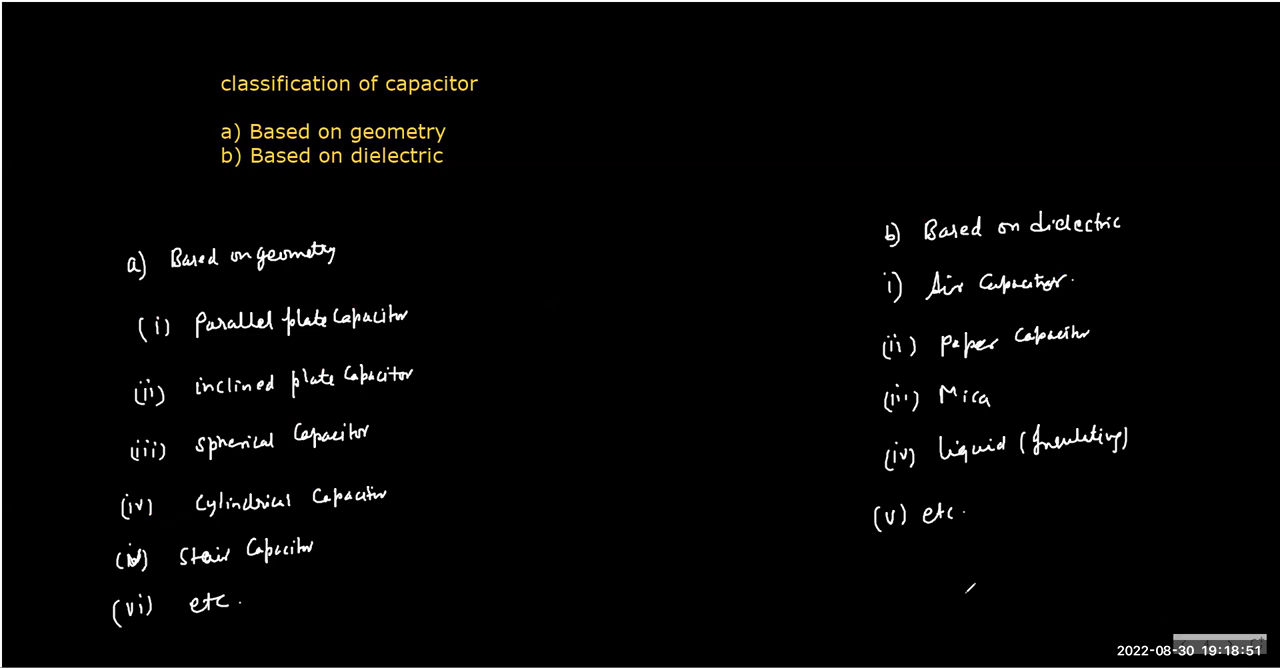 classification of capacitor
a) Based on geometry
b) Based on dielectric
a) Based on geometry
(i) Parallel plate Capacitor
(ii) inclined plate Capacitor
(iii) Spherical Capacitor
(iv) Cylindrical Capacitor
Stair Capacitor
(vi) etc.
b) Based on dielectric
i) Air Capacitor.
(ii) Paper Capacitor
(iii) Mica
(iv) liquid (Insulating)
(v) etc.
2022-08-30 19:18:51